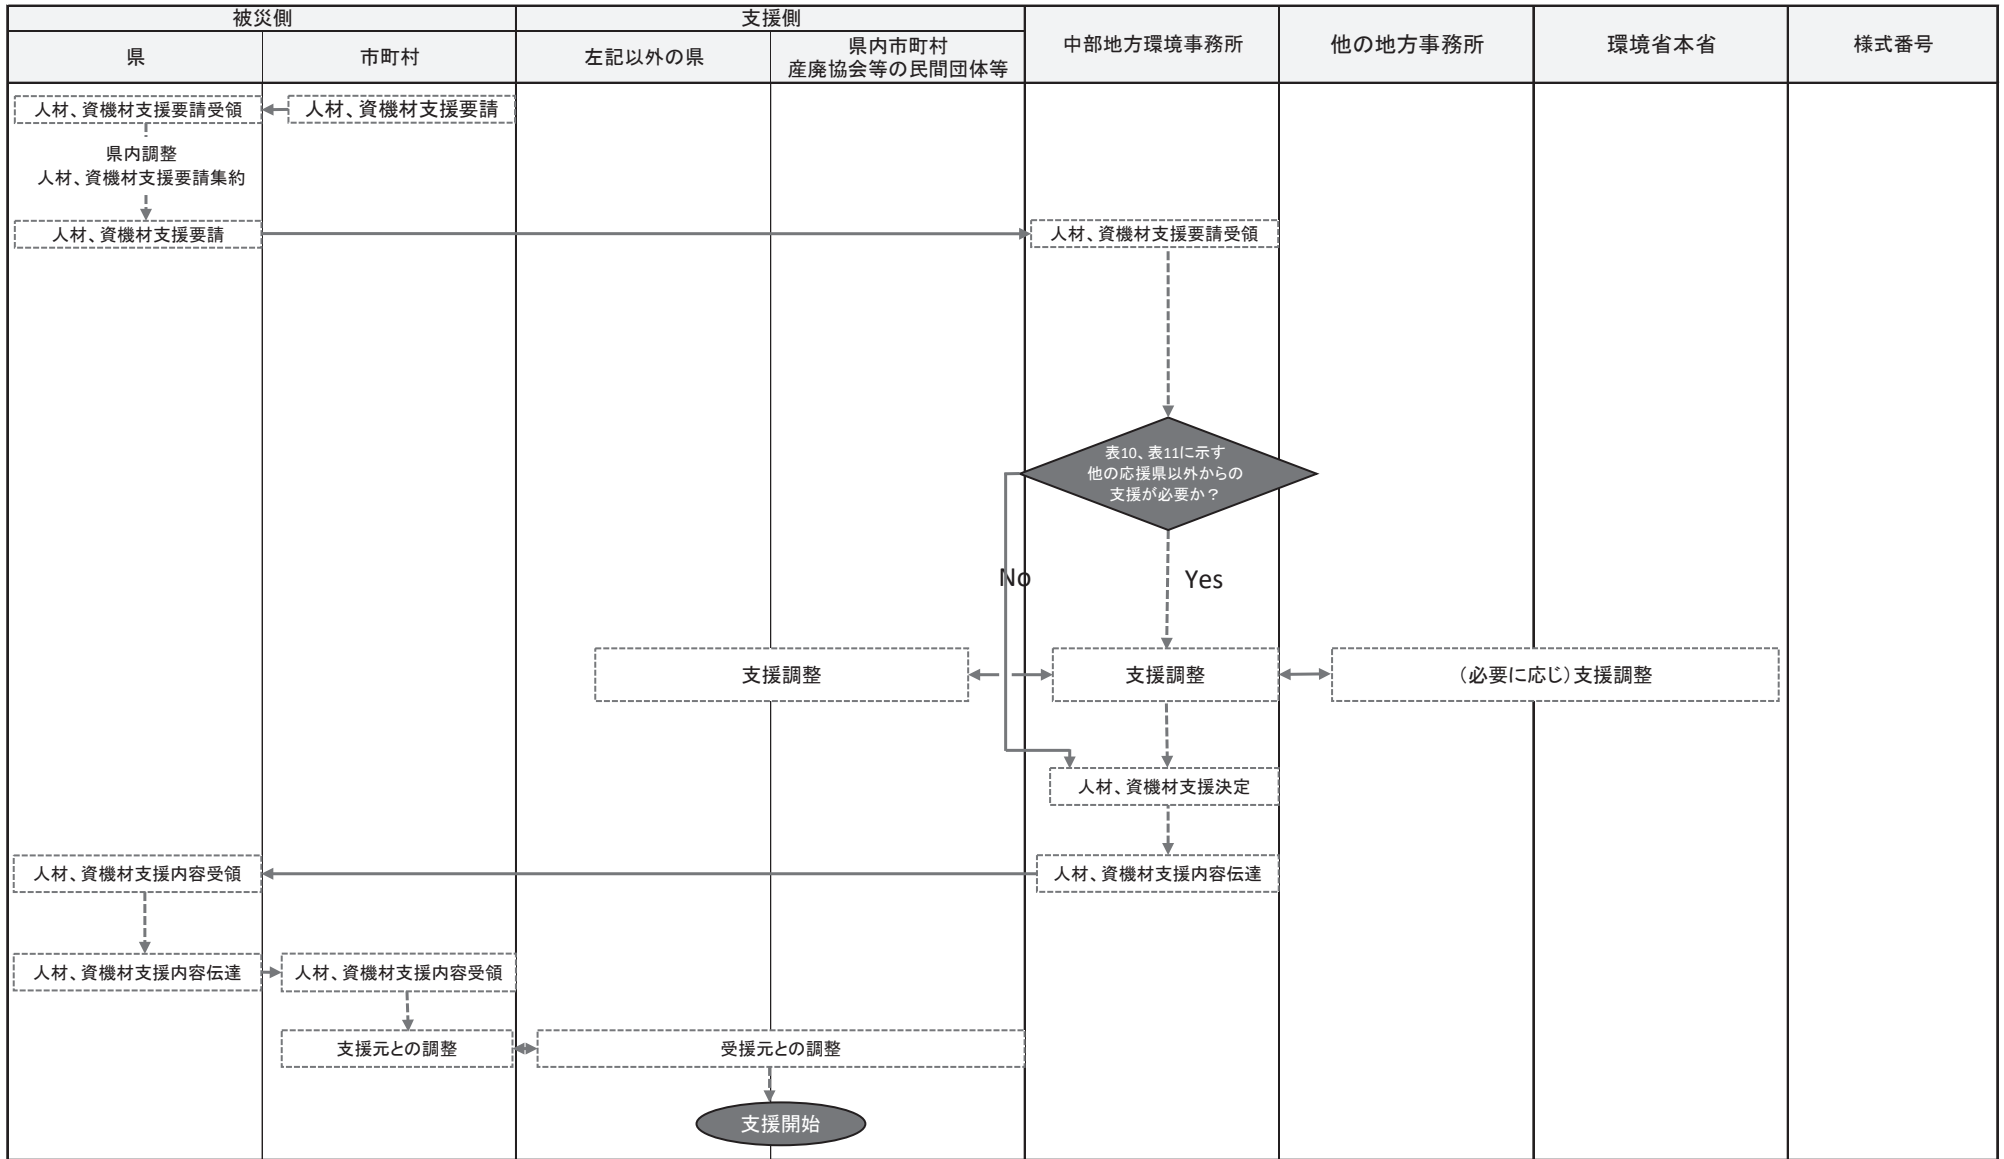 被災側
支援側
県
市町村
左記以外の県
県内市町村
産廃協会等の民間団体等
中部地方環境事務所
他の地方事務所
環境省本省
様式番号
人材、資機材支援要請受領
人材、資機材支援要請
県内調整
人材、資機材支援要請集約
人材、資機材支援要請
人材、資機材支援要請受領
表10、表11に示す
他の応援県以外からの
支援が必要か？
No
Yes
支援調整
支援調整
（必要に応じ）支援調整
人材、資機材支援決定
人材、資機材支援内容受領
人材、資機材支援内容伝達
人材、資機材支援内容伝達
人材、資機材支援内容受領
支援元との調整
受援元との調整
支援開始